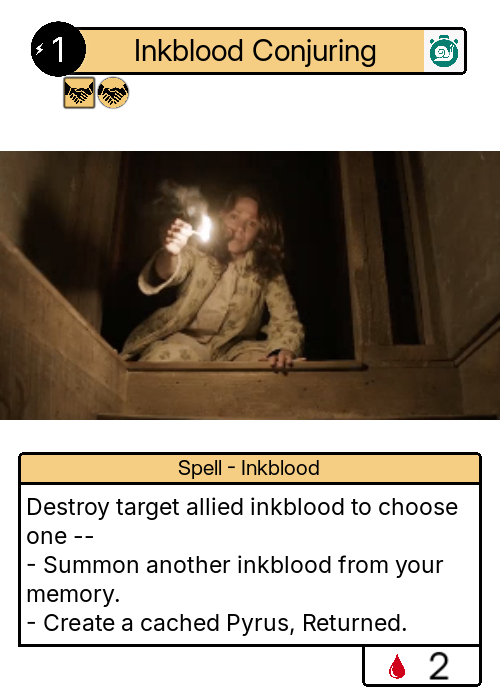 1
Inkblood Conjuring
Spell - Inkblood
Destroy target allied inkblood to choose
one --
- Summon another inkblood from your
memory.
- Create a cached Pyrus, Returned.
2